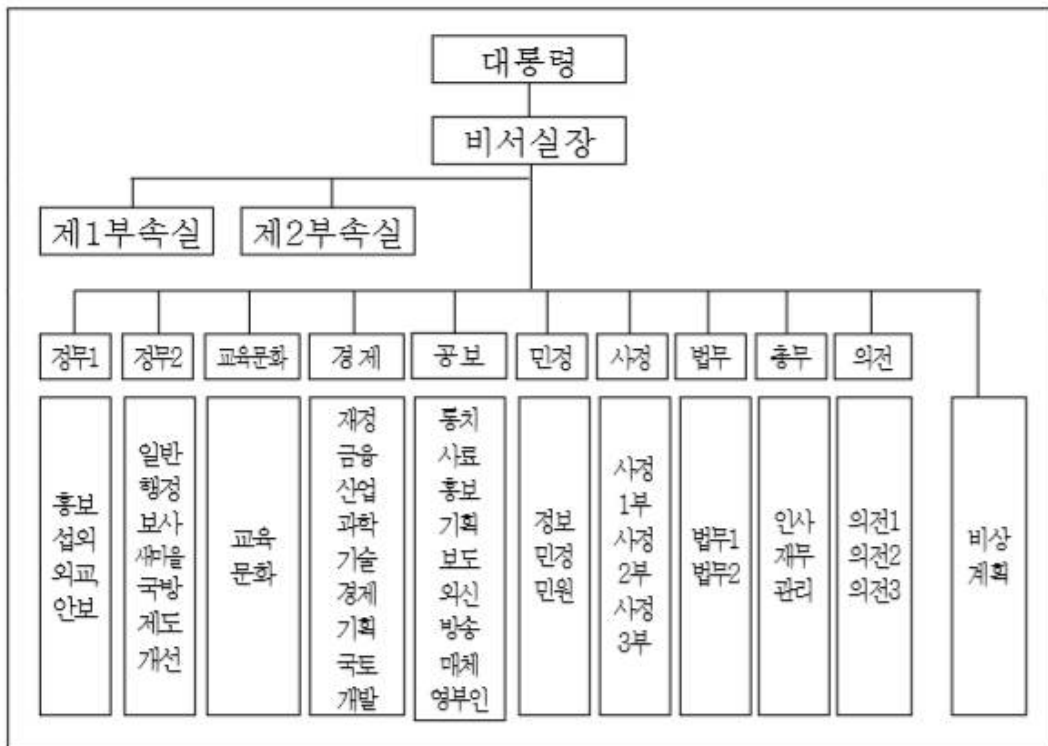 대통령
비서실장
제1부속실
제2부속실
정무1
정무2
교육문화
경제
공보
민정
사정
법무
총무
의전
홍보
섭외
외교
안보
일반
행정
보사
새마을
국방
제도
개선
교육
문화
재정
금융
산업
과학
기술
경제
기획
국토
개발
통치
사료
홍보
기획
보도
외신
방송
매체
영부인
정보
민정
민원
사정
1부
사정
2부
사정
3부
법무1
법무2
인사
재무
관리
의전1
의전2
의전3
비상
계획